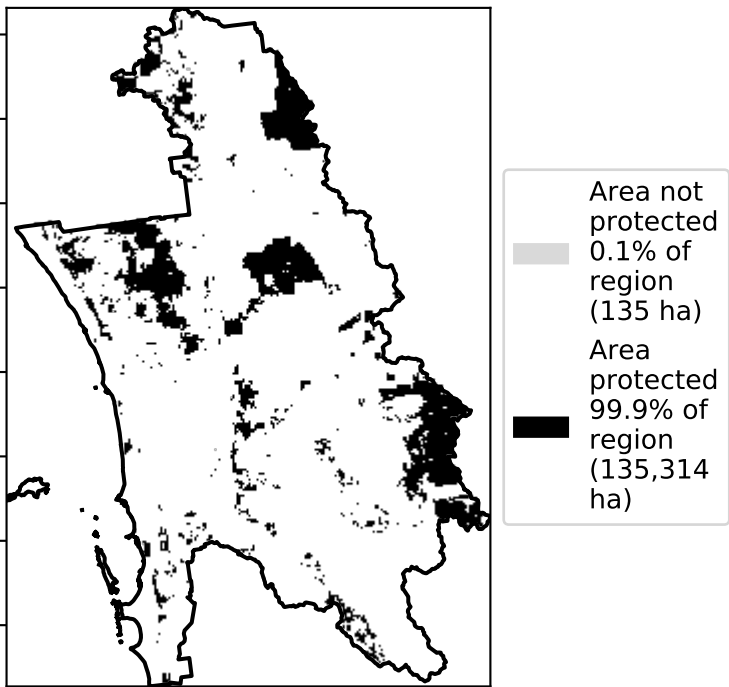 Area not
protected
0.1% of
region
(135 ha)
Area
protected
99.9% of
region
(135,314
ha)